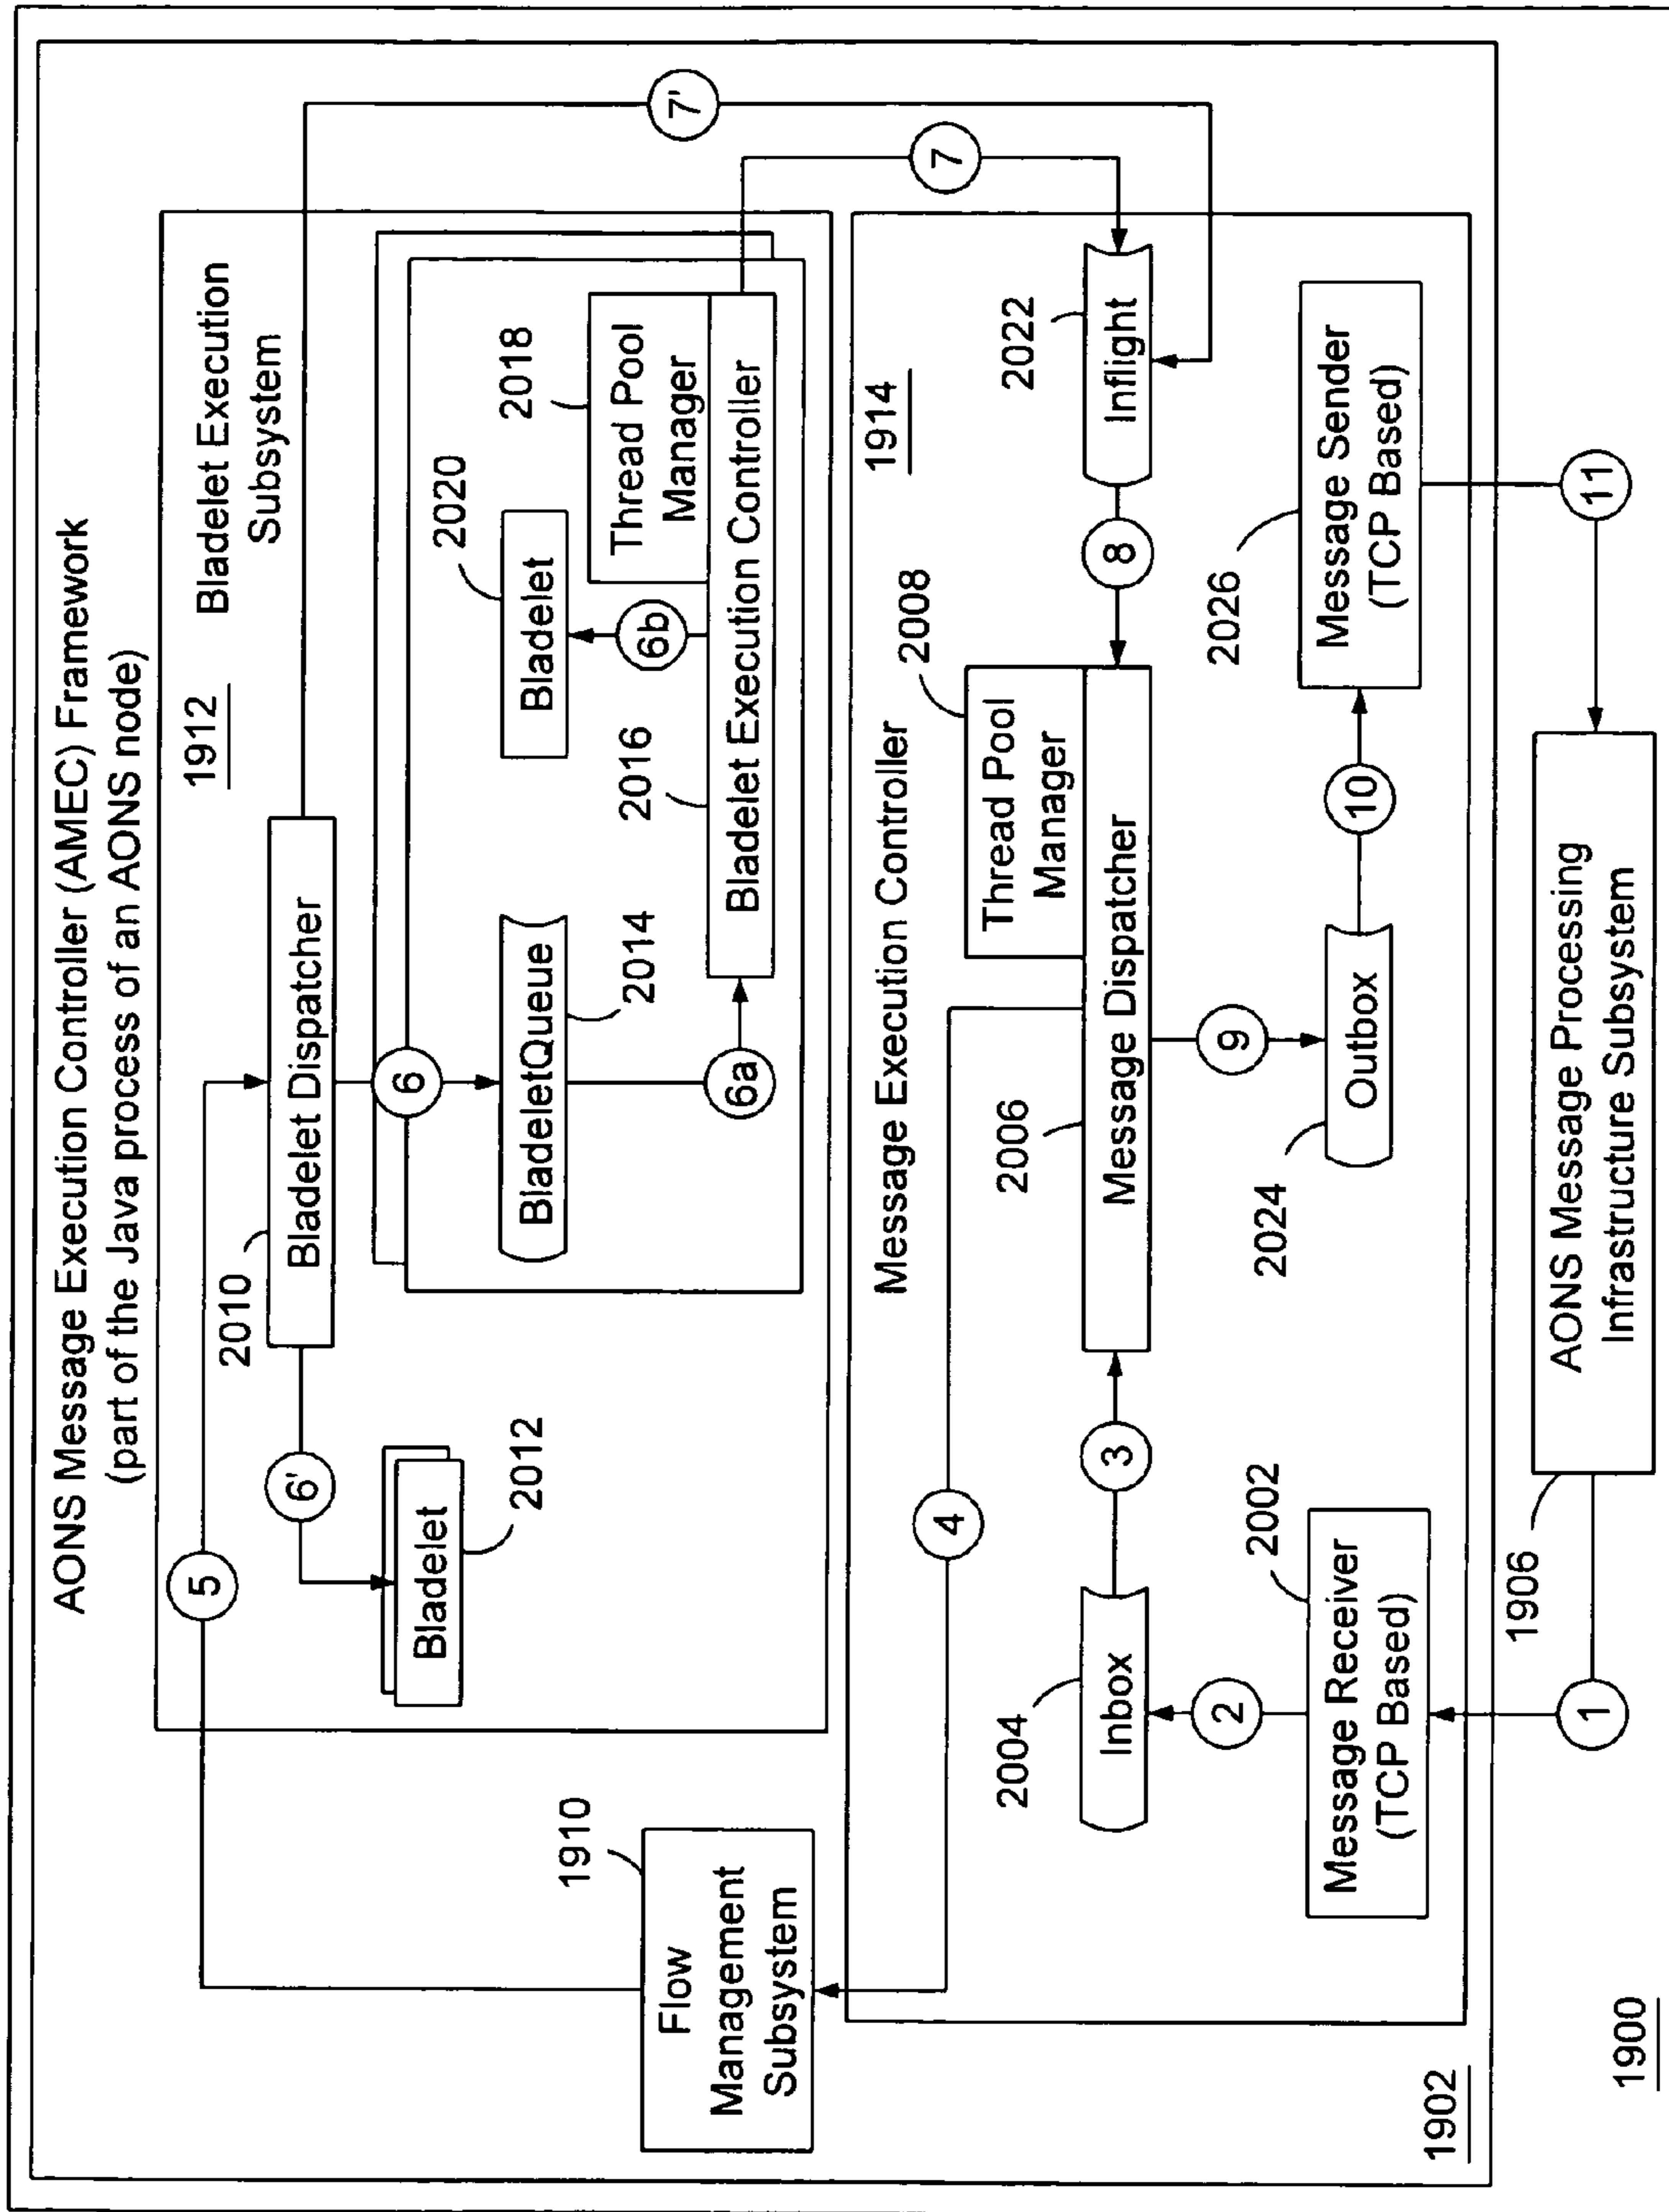 AONS Message Execution Controller (AMEC) Framework
(part of the Java process of an AONS node)
1912
Bladelet Execution
Subsystem
5
2010
Bladelet Dispatcher
6'
Bladelet
2012
6
BladeletQueue
2014
6a
2020
Bladelet
6b
2016
Bladelet Execution Controller
2018
Thread Pool
Manager
7'
7
1910
Flow
Management
Subsystem
4
Message Execution Controller
1914
2004
Inbox
3
2006
Message Dispatcher
2008
Thread Pool
Manager
8
2022
Inflight
2
2002
Message Receiver
(TCP Based)
9
2024
Outbox
10
2026
Message Sender
(TCP Based)
1902
1
1906
AONS Message Processing
Infrastructure Subsystem
11
1900